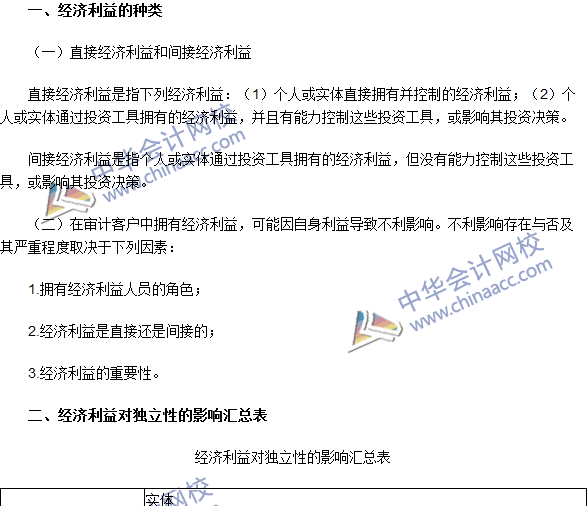 一、经济利益的种类
（一）直接经济利益和间接经济利益
直接经济利益是指下列经济利益：（1）个人或实体直接拥有并控制的经济利益；（2）个
人或实体通过投资工具拥有的经济利益，并且有能力控制这些投资工具，或影响其投资决策。
间接经济利益是指个人或实体通过投资工具拥有的经济利益，但没有能力控制这些投资工
具，或影响其投资决策。
（二）在审计客户中拥有经济利益，可能因自身利益导致不利影响。不利影响存在与否及
其严重程度取决于下列因素：
1.拥有经济利益人员的角色；
2.经济利益是直接还是间接的；
3.经济利益的重要性。
二、经济利益对独立性的影响汇总表
经济利益对独立性的影响汇总表
实体
中华会计网校
www.chinaacc.com
中华会计网校
www.chinaacc.com
网校